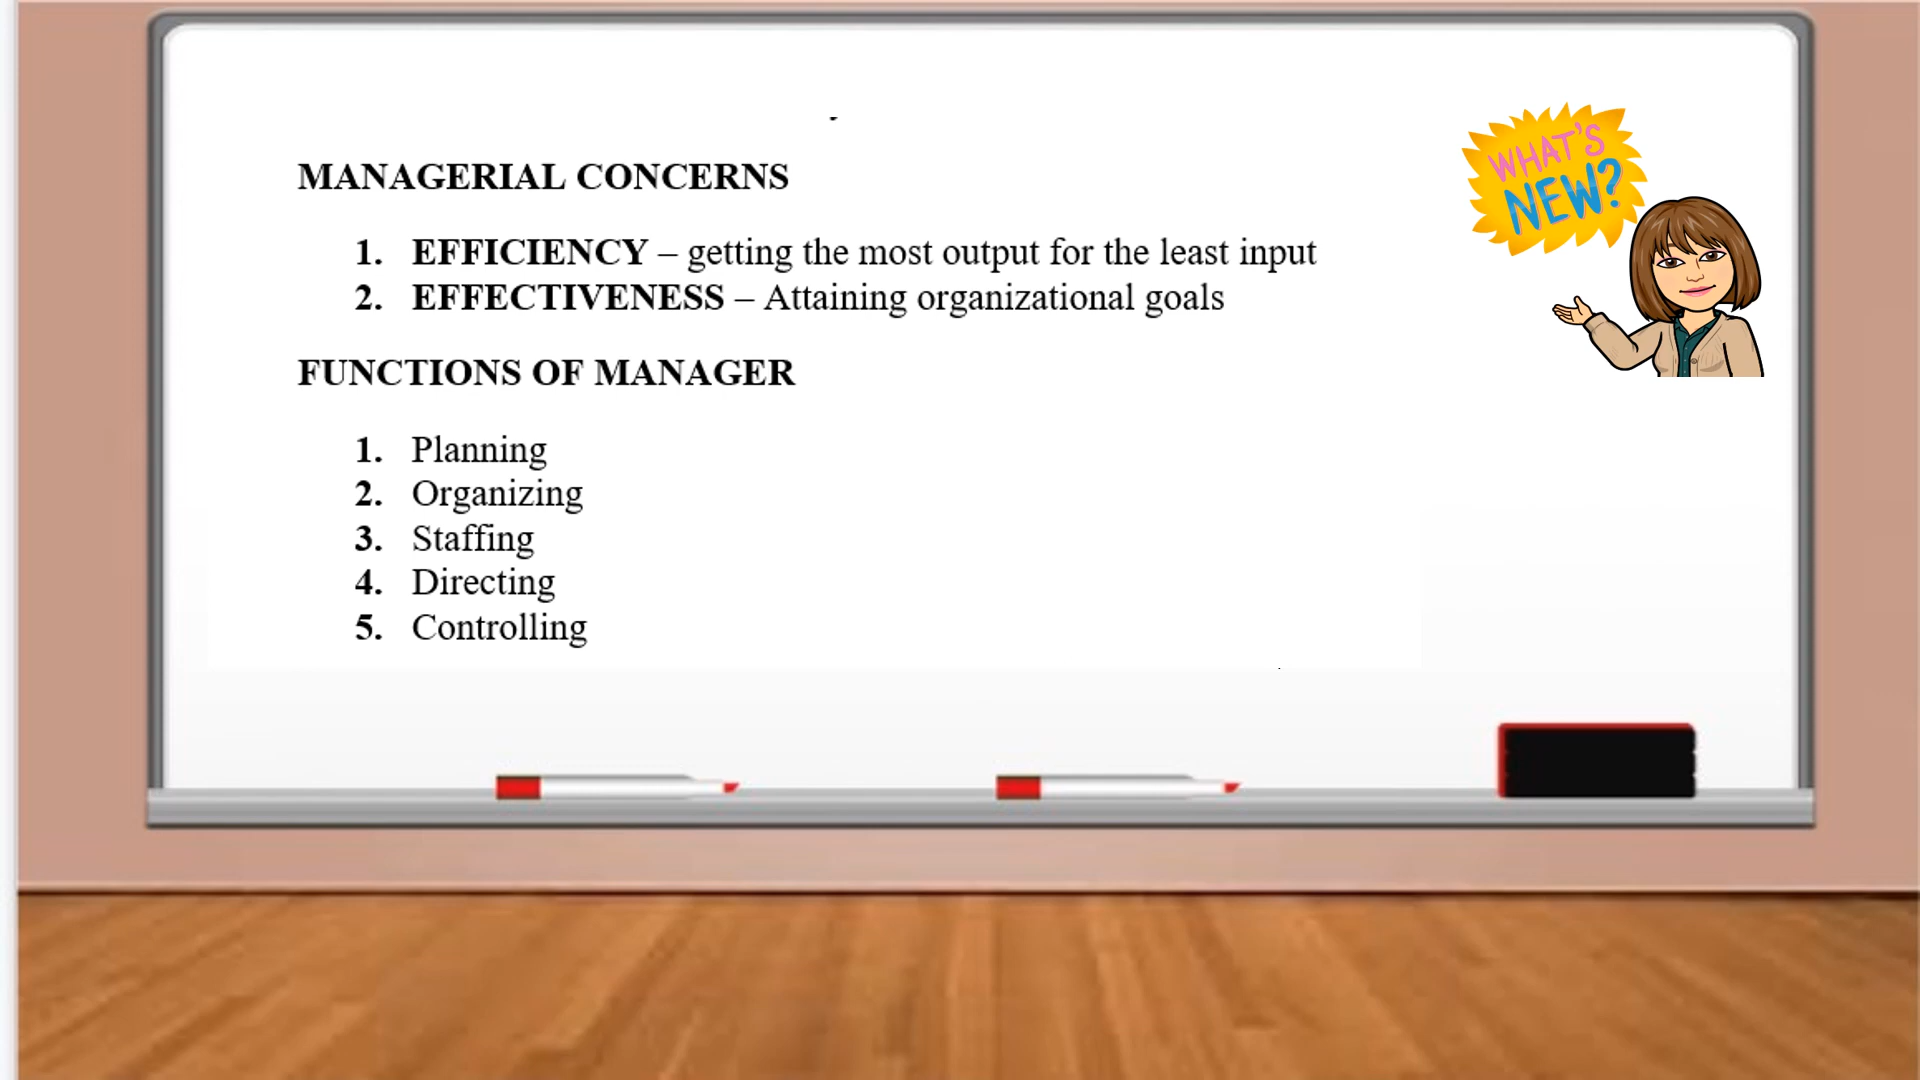 WHAT'S
NEW?
MANAGERIAL CONCERNS
1. EFFICIENCY – getting the most output for the least input
2. EFFECTIVENESS – Attaining organizational goals
FUNCTIONS OF MANAGER
1. Planning
2. Organizing
3. Staffing
4. Directing
5. Controlling